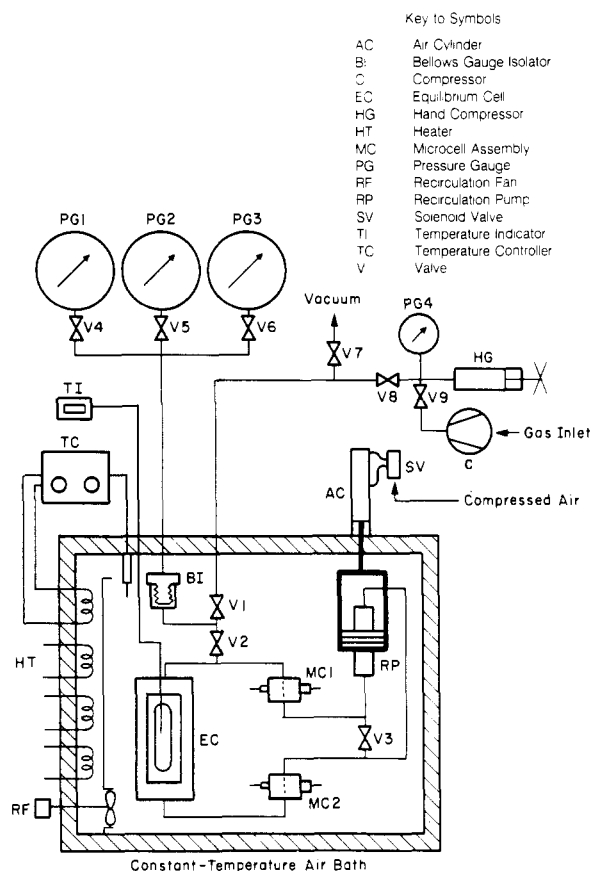 Key to Symbols
AC Air Cylinder
BI Bellows Gauge Isolator
C Compressor
EC Equilibrium Cell
HG Hand Compressor
HT Heater
MC Microcell Assembly
PG Pressure Gauge
RF Recirculation Fan
RP Recirculation Pump
SV Solenoid Valve
TI Temperature Indicator
TC Temperature Controller
V Valve
PG1 PG2 PG3
Vacuum
PG4
V4 V5 V6
V7
HG
V8 V9
TI
Gas Inlet
C
TC
SV
AC
Compressed Air
BI
V1
V2
HT
MC1
RP
EC
V3
MC2
RF
Constant-Temperature Air Bath